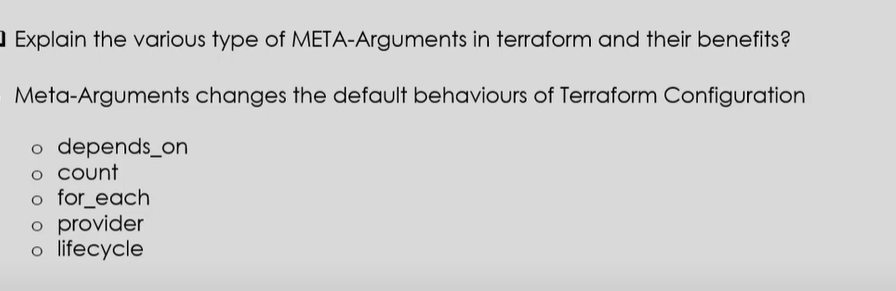 Explain the various type of META-Arguments in terraform and their benefits?
Meta-Arguments changes the default behaviours of Terraform Configuration
o depends_on
o count
o for_each
o provider
o lifecycle